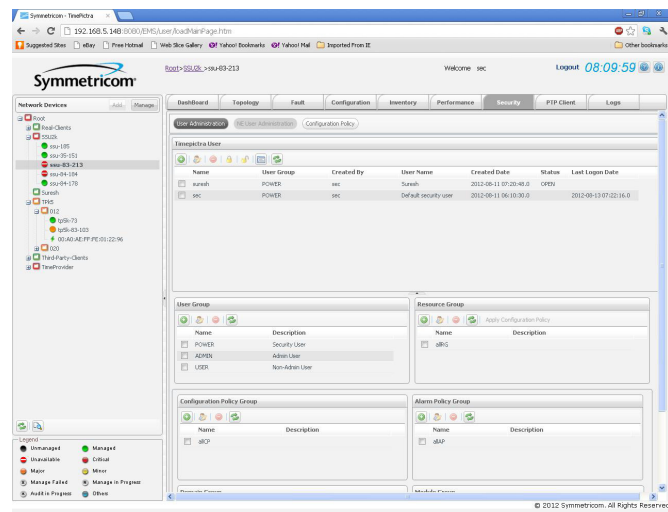 Symmetricom - TimePictra
192.168.5.148:8080/EMS/user/loadMainPage.htm
Suggested Sites eBay Free Hotmail Web Slice Gallery Yahoo! Bookmarks Yahoo! Mail Imported From IE Other bookmarks
Symmetricom
Root>SSU2k >ssu-83-213 Welcome sec Logout 08:09:59
Network Devices Add Manage
DashBoard Topology Fault Configuration Inventory Performance Security PTP Client Logs
User Administration NE User Administration Configuration Policy
Root
Real-Clients
SSU2k
ssu-185
ssu-35-151
ssu-83-213
ssu-84-184
ssu-84-178
Suresh
TPk5
012
tp5k-73
tp5k-83-103
00:A0:AE:FF:FE:01:22:96
020
Third-Party-Clients
TimeProvider
Timepictra User
Name User Group Created By User Name Created Date Status Last Logon Date
suresh POWER sec Suresh 2012-08-11 07:20:48.0 OPEN
sec POWER sec Default security user 2012-08-11 06:10:30.0 2012-08-13 07:22:16.0
User Group
Name Description
POWER Security User
ADMIN Admin User
USER Non-Admin User
Resource Group
Apply Configuration Policy
Name Description
allRG
Configuration Policy Group
Name Description
allCP
Alarm Policy Group
Name Description
allAP
Legend
Unmanaged Managed
Unavailable Critical
Major Minor
Manage Failed Manage in Progress
Audit in Progress Others
© 2012 Symmetricom. All Rights Reserved